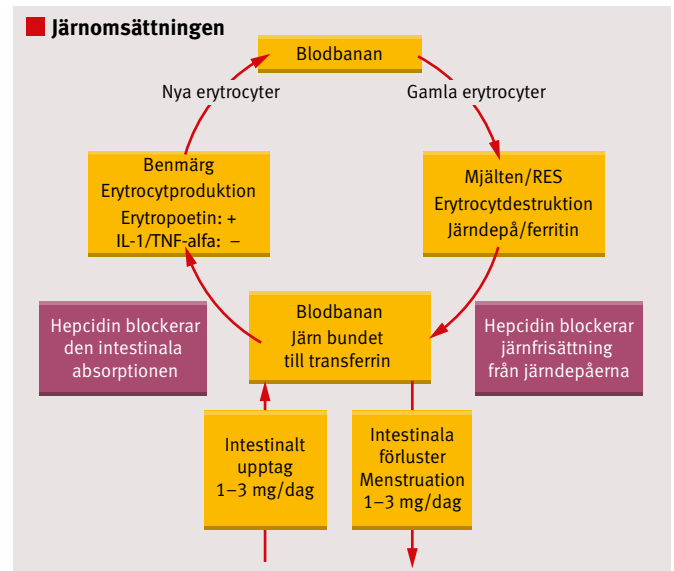 Järnomsättningen
Blodbanan
Nya erytrocyter
Gamla erytrocyter
Benmärg
Erytrocytproduktion
Erytropoetin: +
IL-1/TNF-alfa: –
Mjälten/RES
Erytrocytdestruktion
Järndepå/ferritin
Hepcidin blockerar
den intestinala
absorptionen
Blodbanan
Järn bundet
till transferrin
Hepcidin blockerar
järnfrisättning
från järndepåerna
Intestinalt
upptag
1–3 mg/dag
Intestinala
förluster
Menstruation
1–3 mg/dag